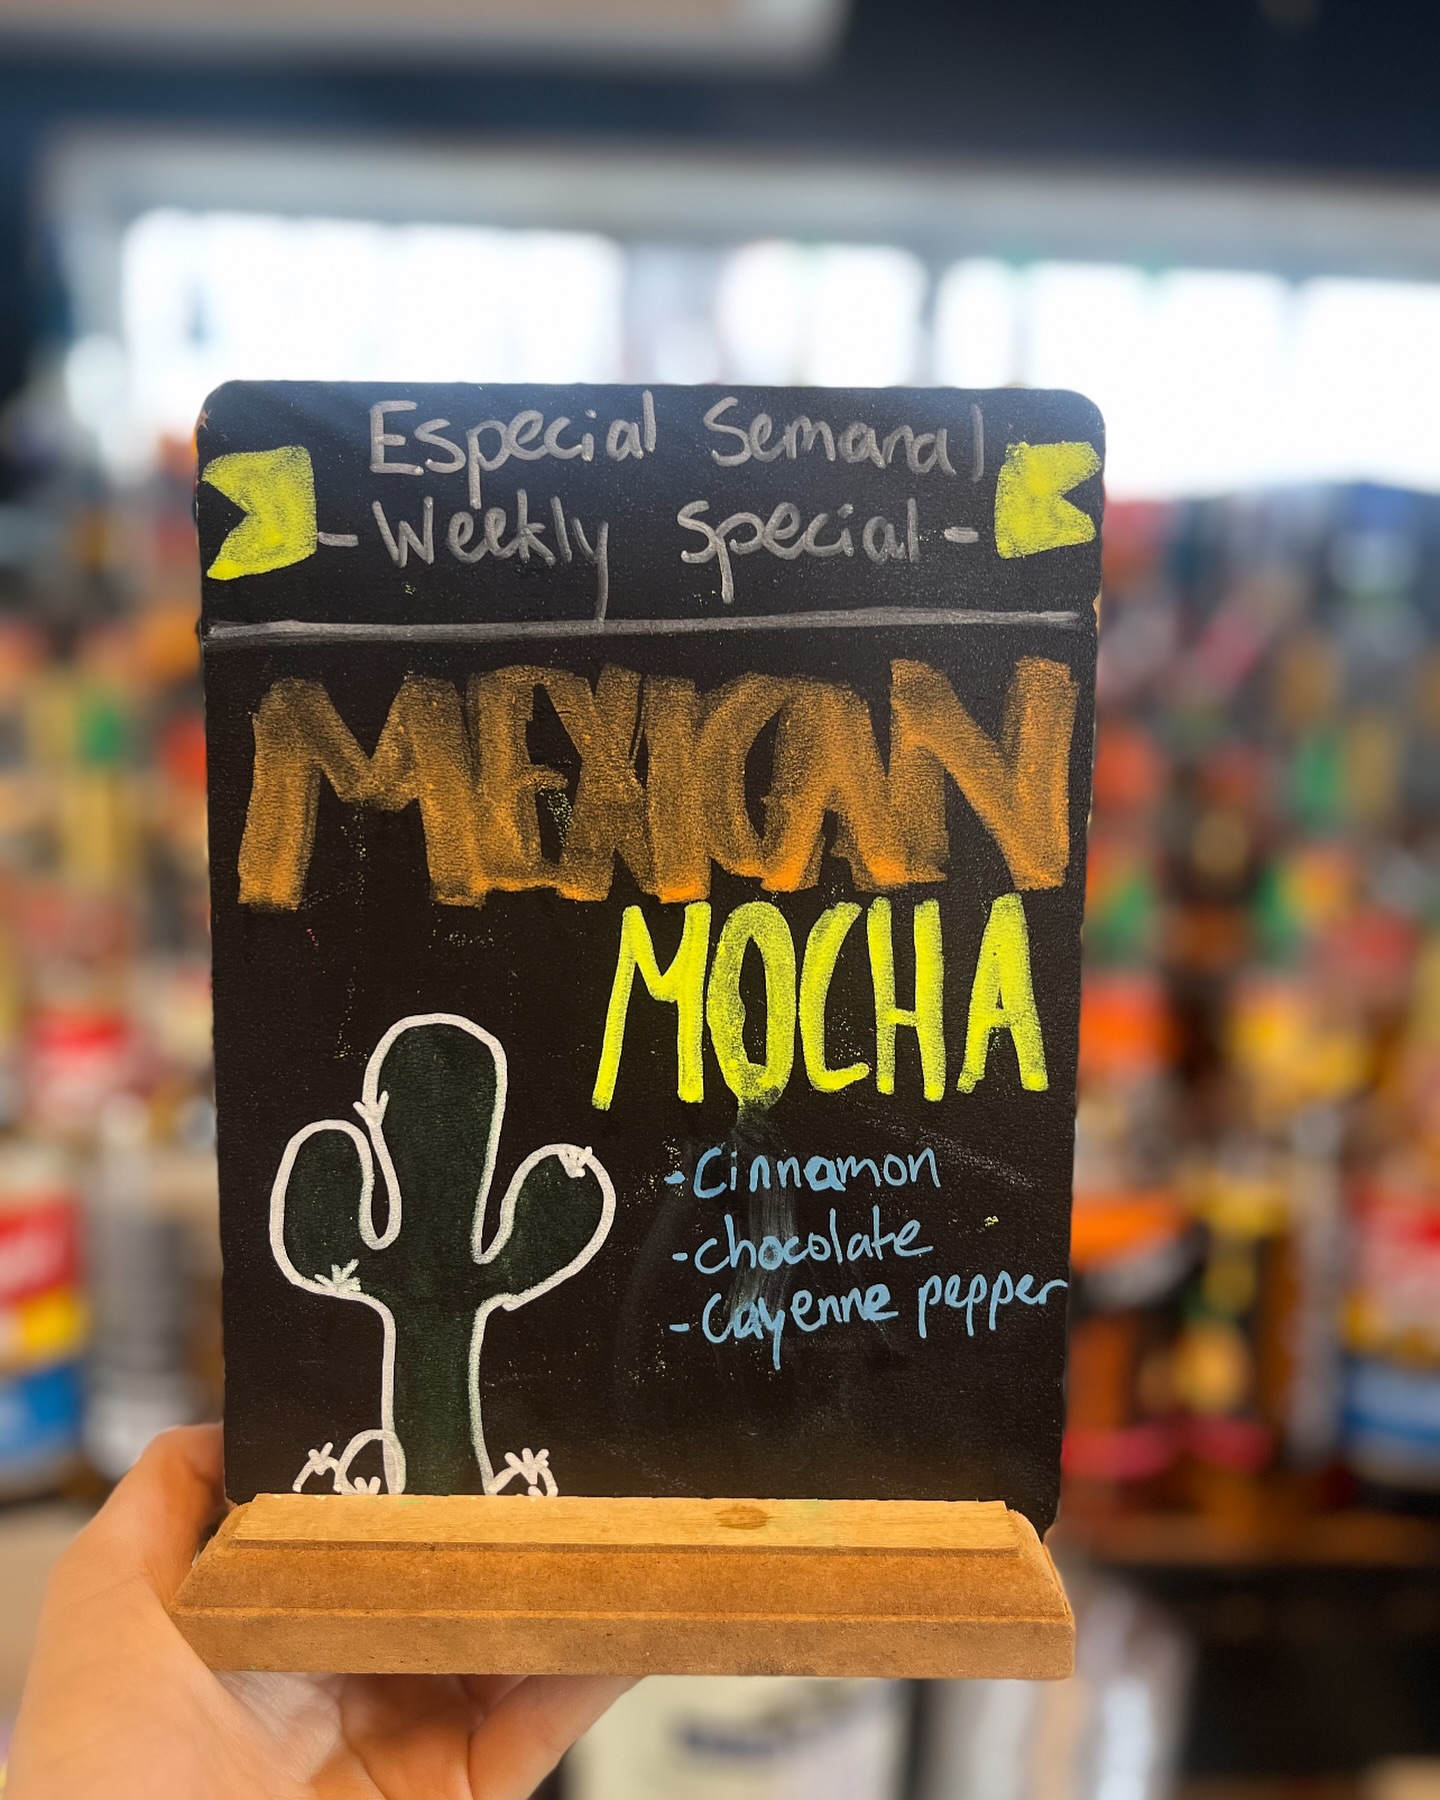 Especial Semanal
- Weekly Special -
MEXICAN
MOCHA
- Cinnamon
- chocolate
- Cayenne pepper